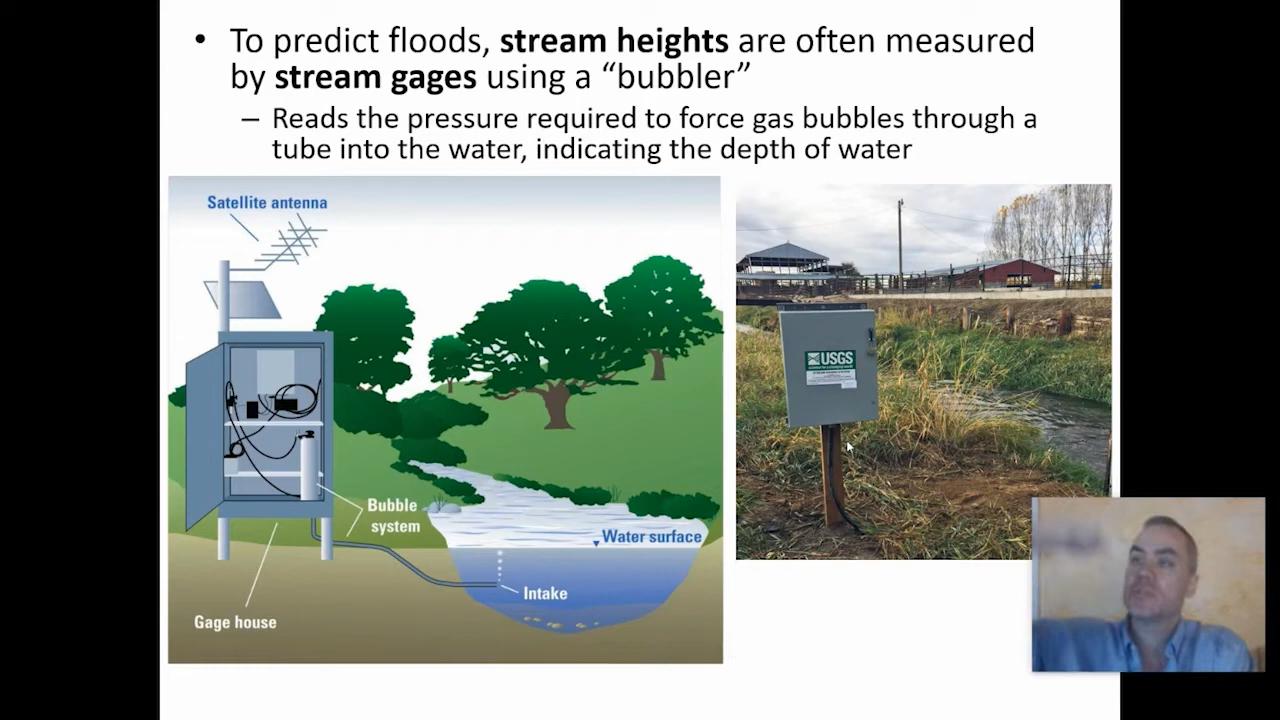 • To predict floods, stream heights are often measured
by stream gages using a “bubbler”
– Reads the pressure required to force gas bubbles through a
tube into the water, indicating the depth of water
Satellite antenna
Bubble
system
Water surface
Intake
Gage house
USGS